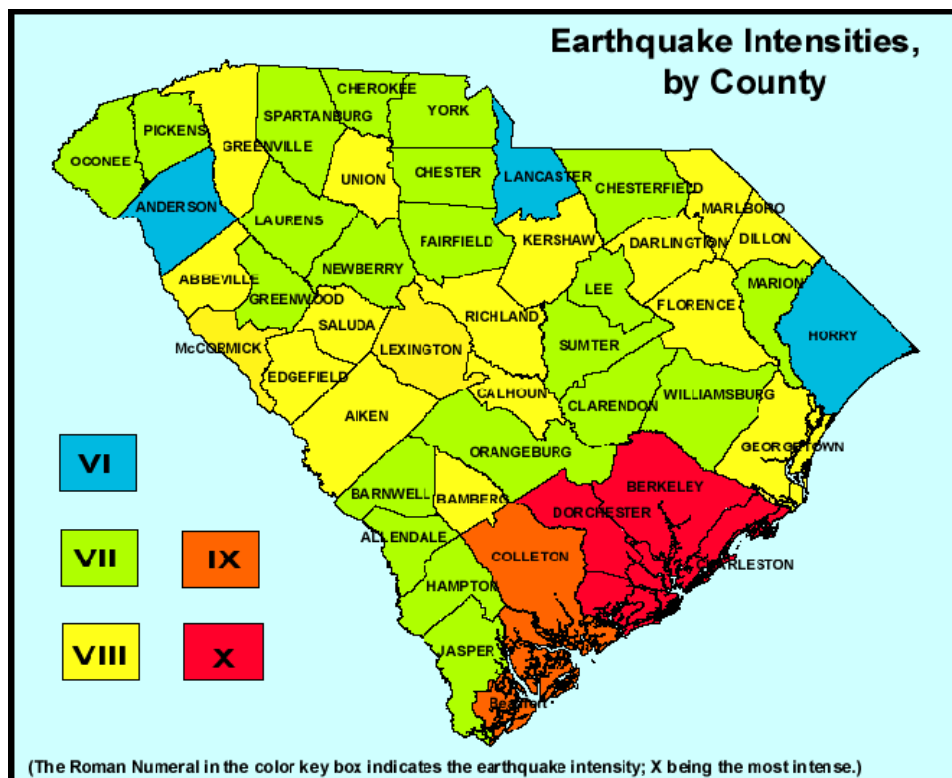 Earthquake Intensities,
by County
CHEROKEE
SPARTANBURG
YORK
PICKENS
GREENVILLE
OCONEE
UNION
CHESTER
LANCASTER
CHESTERFIELD
ANDERSON
MARLBORO
LAURENS
FAIRFIELD
KERSHAW
DARLINGTON
DILLON
NEWBERRY
ABBEVILLE
GREENWOOD
LEE
MARION
FLORENCE
SALUDA
RICHLAND
HORRY
McCORMICK
LEXINGTON
SUMTER
EDGEFIELD
CALHOUN
WILLIAMSBURG
CLARENDON
AIKEN
GEORGETOWN
ORANGEBURG
VI
BERKELEY
BARNWELL
BAMBERG
DORCHESTER
ALLENDALE
VII
IX
COLLETON
CHARLESTON
HAMPTON
VIII
X
JASPER
Beaufort
(The Roman Numeral in the color key box indicates the earthquake intensity; X being the most intense.)